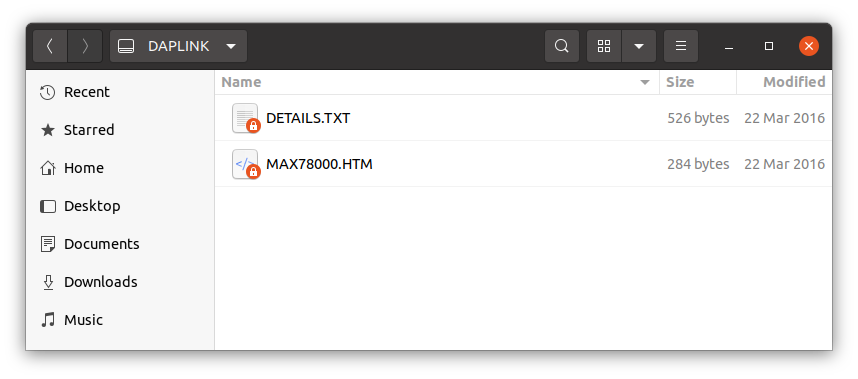 DAPLINK
Name Size Modified
Recent
DETAILS.TXT 526 bytes 22 Mar 2016
Starred
MAX78000.HTM 284 bytes 22 Mar 2016
Home
Desktop
Documents
Downloads
Music